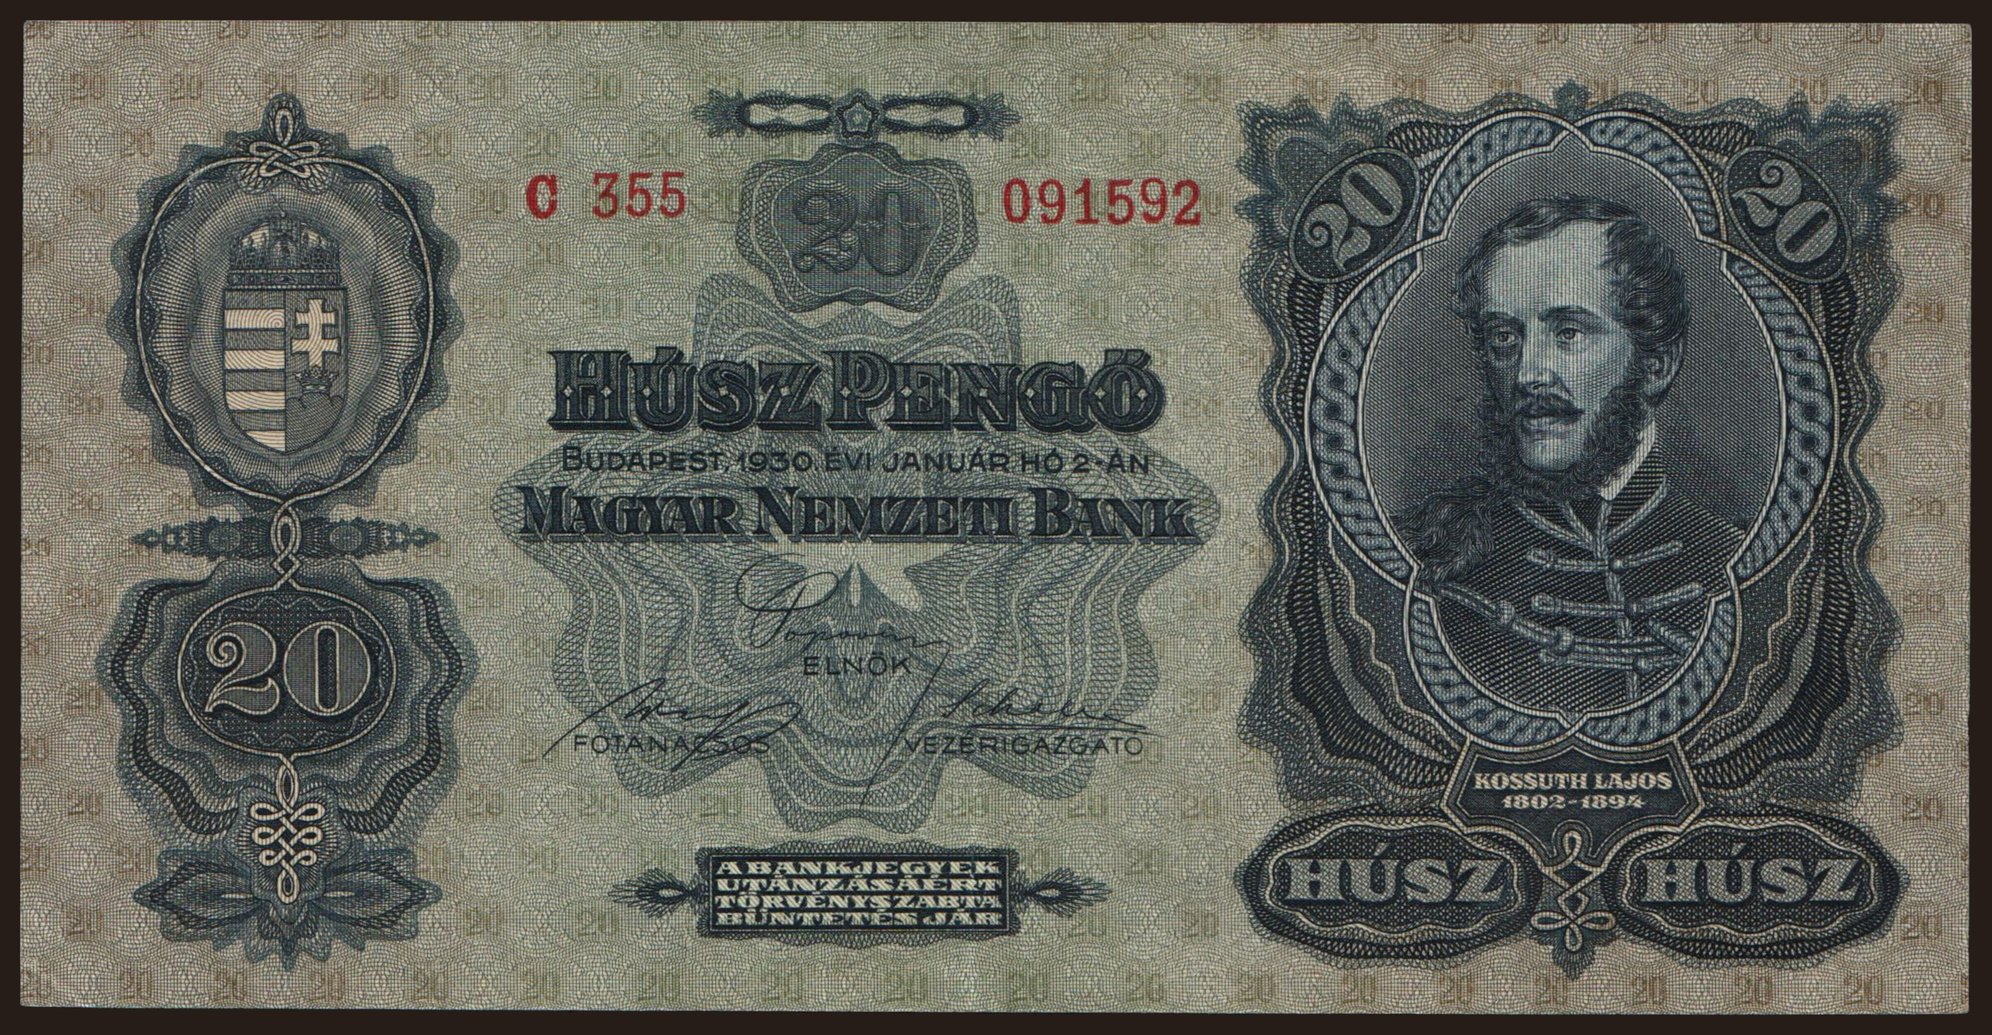 C 355
20
091592
20
20
HÚSZ PENGŐ
BUDAPEST, 1930. ÉVI JANUÁR HÓ 2-ÁN
MAGYAR NEMZETI BANK
20
ELNÖK
FŐTANÁCSOS
VEZÉRIGAZGATÓ
KOSSUTH LAJOS
1802-1894
A BANKJEGYEK
UTÁNZÁSÁÉRT
TÖRVÉNYSZABTA
BÜNTETÉS JÁR
HÚSZ
HÚSZ